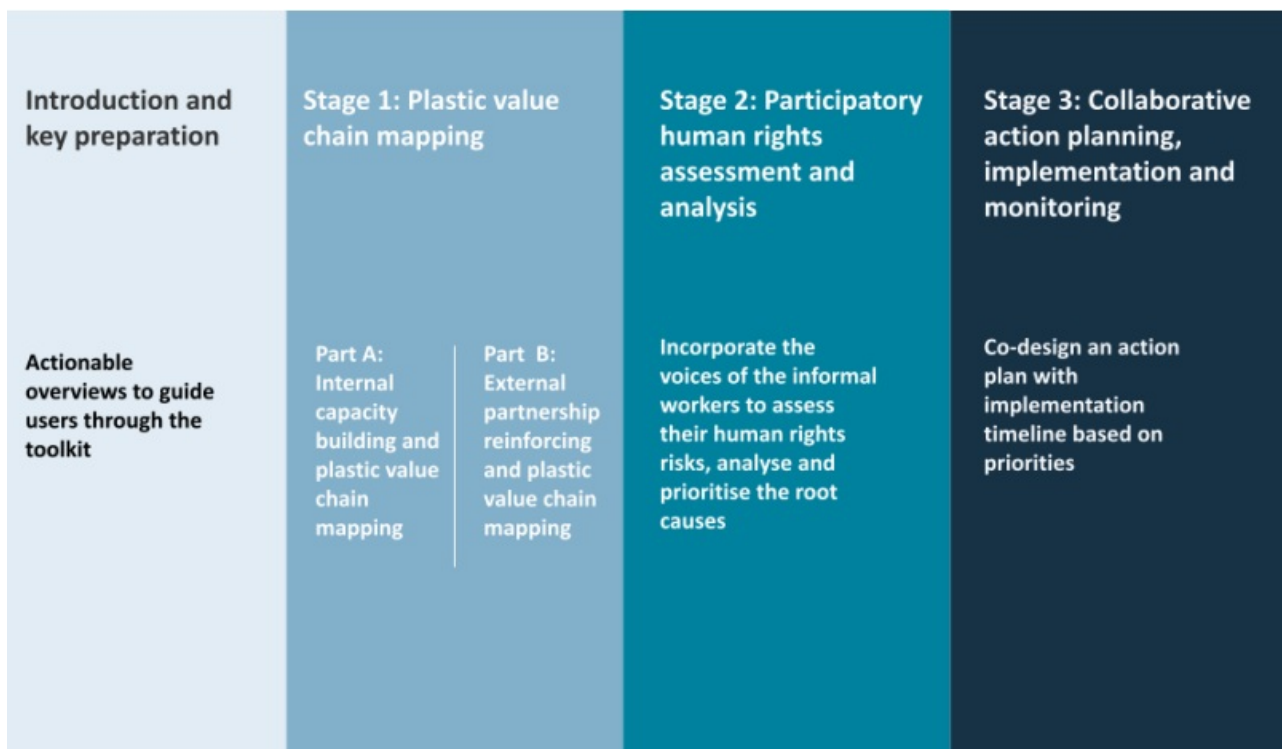 Introduction and
key preparation
Actionable
overviews to guide
users through the
toolkit
Stage 1: Plastic value
chain mapping
Part A:
Internal
capacity
building and
plastic value
chain
mapping
Part B:
External
partnership
reinforcing
and plastic
value chain
mapping
Stage 2: Participatory
human rights
assessment and
analysis
Incorporate the
voices of the informal
workers to assess
their human rights
risks, analyse and
prioritise the root
causes
Stage 3: Collaborative
action planning,
implementation and
monitoring
Co-design an action
plan with
implementation
timeline based on
priorities